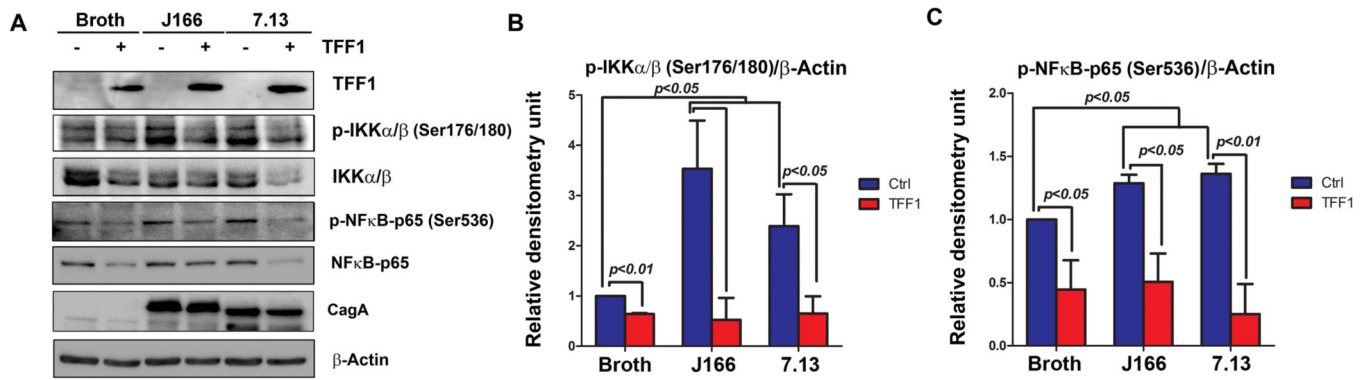 A
Broth J166 7.13
- + - + - + TFF1
TFF1
p-IKKα/β (Ser176/180)
IKKα/β
p-NFκB-p65 (Ser536)
NFκB-p65
CagA
β-Actin
B
p-IKKα/β (Ser176/180)/β-Actin
Relative densitometry unit
5
4
3
2
1
0
p<0.05
p<0.05
p<0.01
Broth J166 7.13
Ctrl
TFF1
C
p-NFκB-p65 (Ser536)/β-Actin
Relative densitometry unit
2.0
1.5
1.0
0.5
0.0
p<0.05
p<0.05
p<0.01
p<0.05
Broth J166 7.13
Ctrl
TFF1